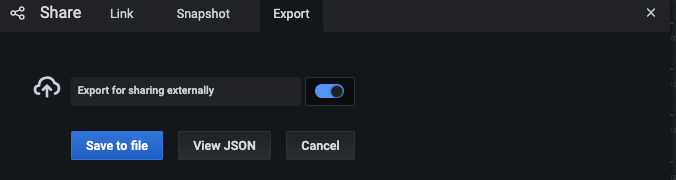 Share Link Snapshot Export
Export for sharing externally
Save to file View JSON Cancel